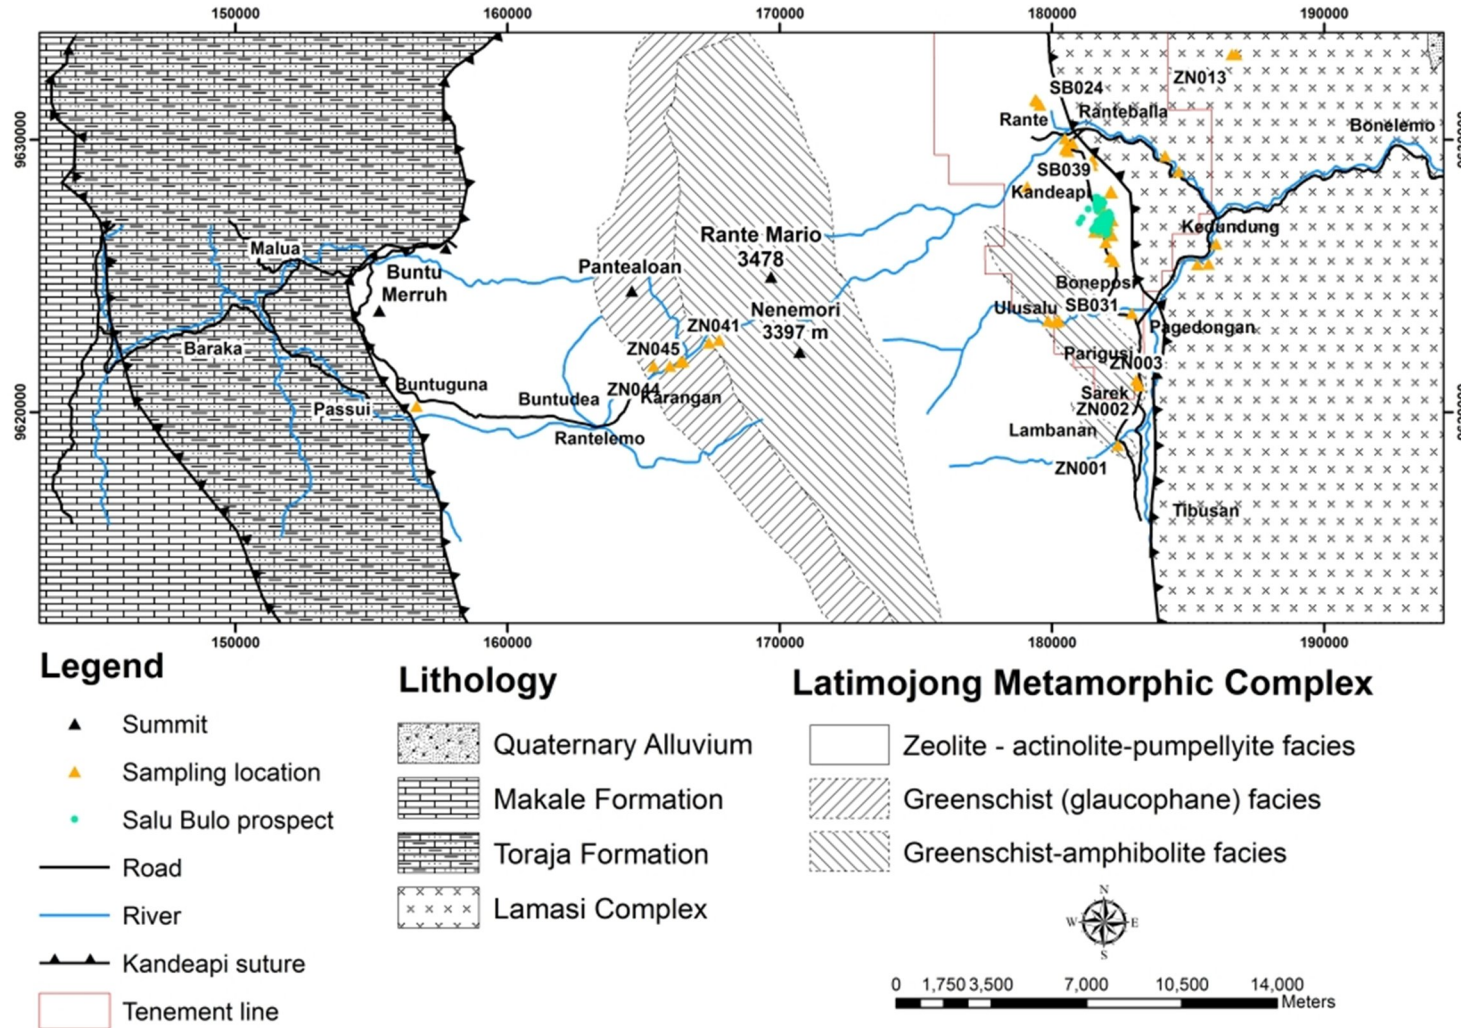 150000 160000 170000 180000 190000
9630000
9620000
SB024
ZN013
Rante
Ranteballa
Bonelemo
SB039
Kandeapi
Kedundung
Malua
Rante Mario
3478
Buntu
Merruh
Pantealoan
Boneposi
Nenemori
3397 m
Ulusalu
SB031
Pagedongan
ZN041
Baraka
ZN045
Parigusi
ZN003
Buntuguna
ZN044
Karangan
Sarek
Buntudea
ZN002
Passui
Rantelemo
Lambanan
ZN001
Tibusan
150000 160000 170000 180000 190000
Legend
Summit
Sampling location
Salu Bulo prospect
Road
River
Kandeapi suture
Tenement line
Lithology
Quaternary Alluvium
Makale Formation
Toraja Formation
Lamasi Complex
Latimojong Metamorphic Complex
Zeolite - actinolite-pumpellyite facies
Greenschist (glaucophane) facies
Greenschist-amphibolite facies
N
W E
S
0 1,750 3,500 7,000 10,500 14,000
Meters